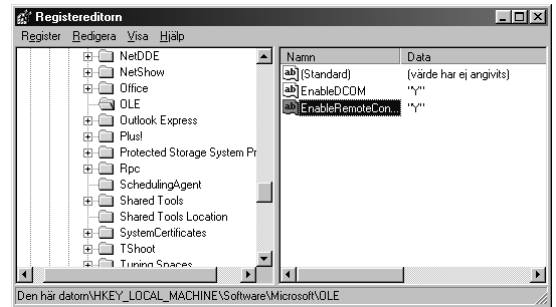 Registereditorn
Register Redigera Visa Hjälp
NetDDE
NetShow
Office
OLE
Outlook Express
Plus!
Protected Storage System Pr
Rpc
SchedulingAgent
Shared Tools
Shared Tools Location
SystemCertificates
TShoot
Tuning Spaces
Namn Data
(Standard) (värde har ej angivits)
EnableDCOM "Y"
EnableRemoteCon... "Y"
Den här datorn\HKEY_LOCAL_MACHINE\Software\Microsoft\OLE